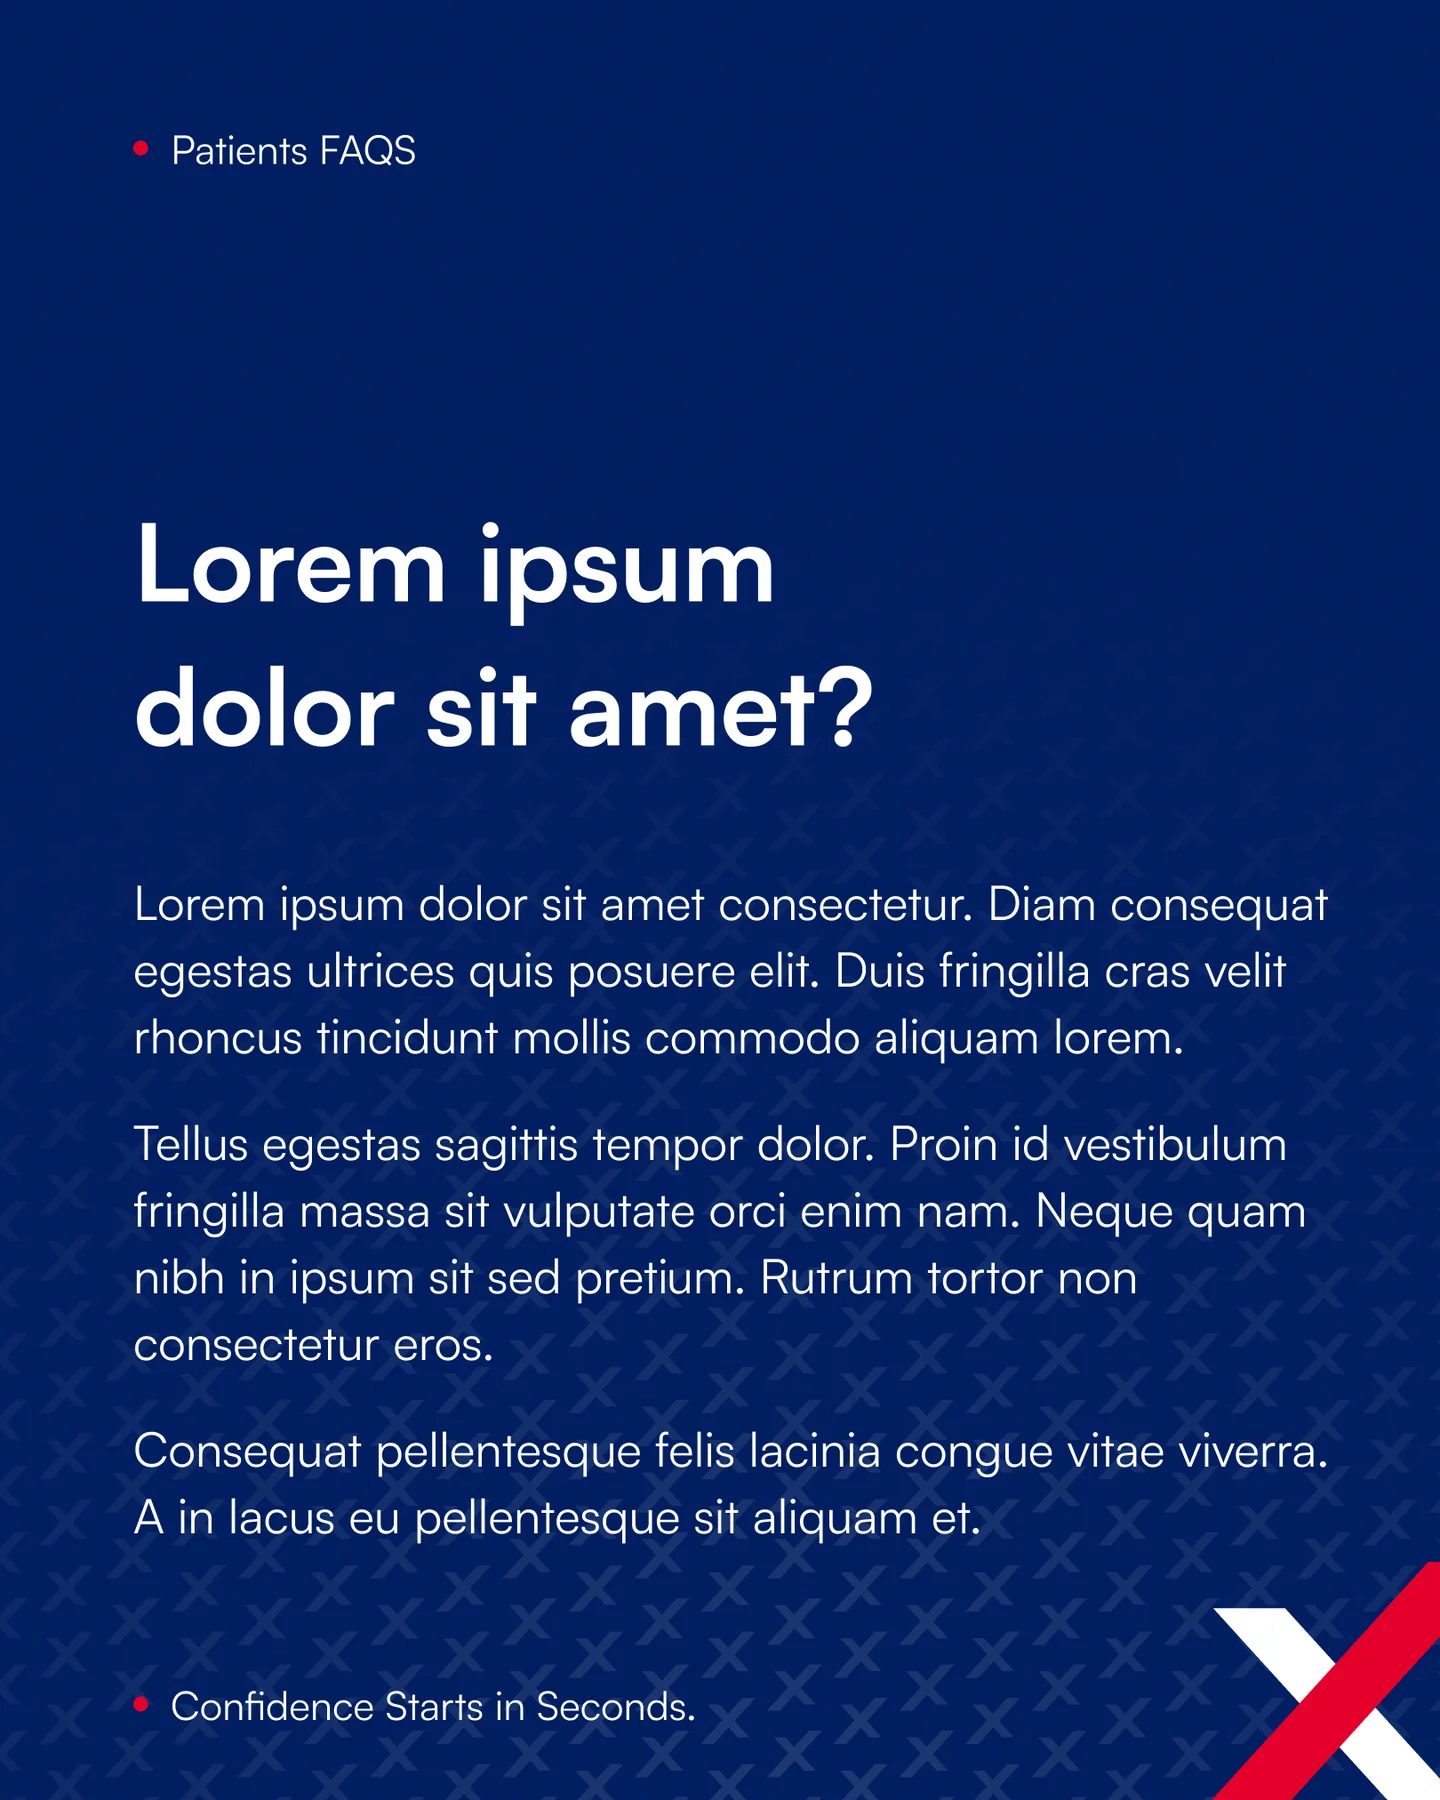 Patients FAQS
Lorem ipsum
dolor sit amet?
Lorem ipsum dolor sit amet consectetur. Diam consequat
egestas ultrices quis posuere elit. Duis fringilla cras velit
rhoncus tincidunt mollis commodo aliquam lorem.
Tellus egestas sagittis tempor dolor. Proin id vestibulum
fringilla massa sit vulputate orci enim nam. Neque quam
nibh in ipsum sit sed pretium. Rutrum tortor non
consectetur eros.
Consequat pellentesque felis lacinia congue vitae viverra.
A in lacus eu pellentesque sit aliquam et.
Confidence Starts in Seconds.